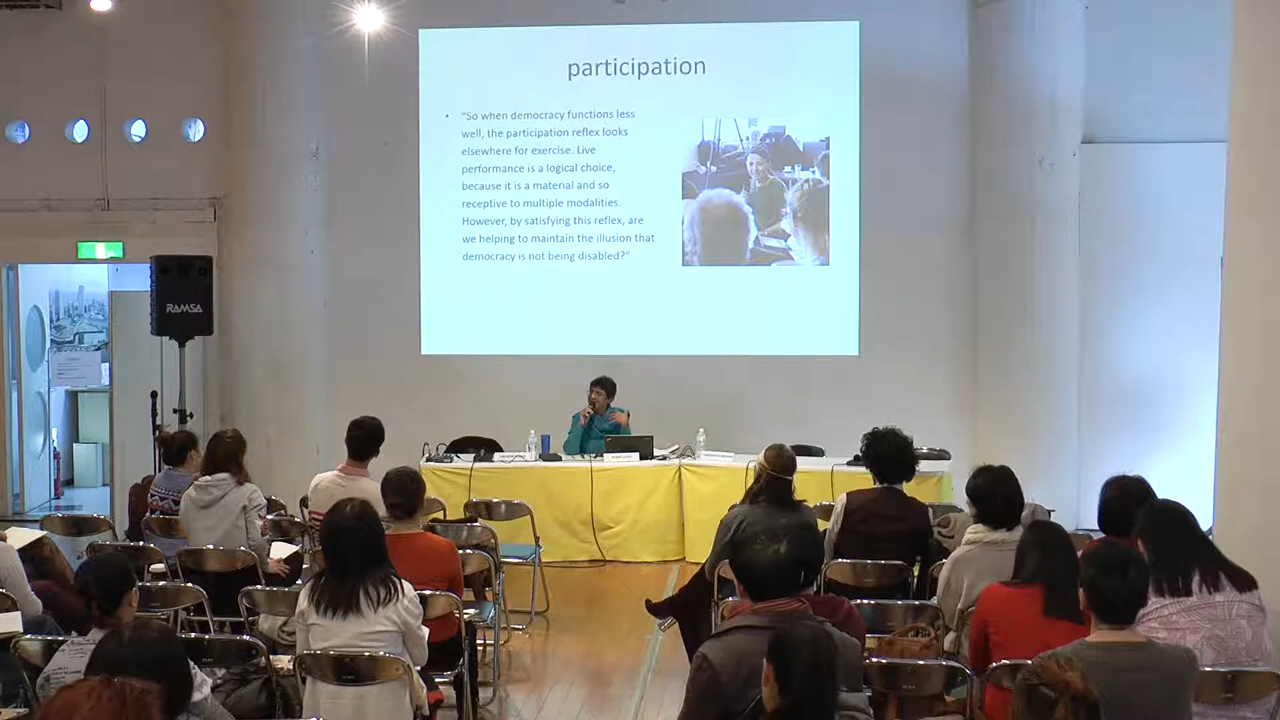 participation
• "So when democracy functions less
well, the participation reflex looks
elsewhere for exercise. Live
performance is a logical choice,
because it is a material and so
receptive to multiple modalities.
However, by satisfying this reflex, are
we helping to maintain the illusion that
democracy is not being disabled?"
RAMSA